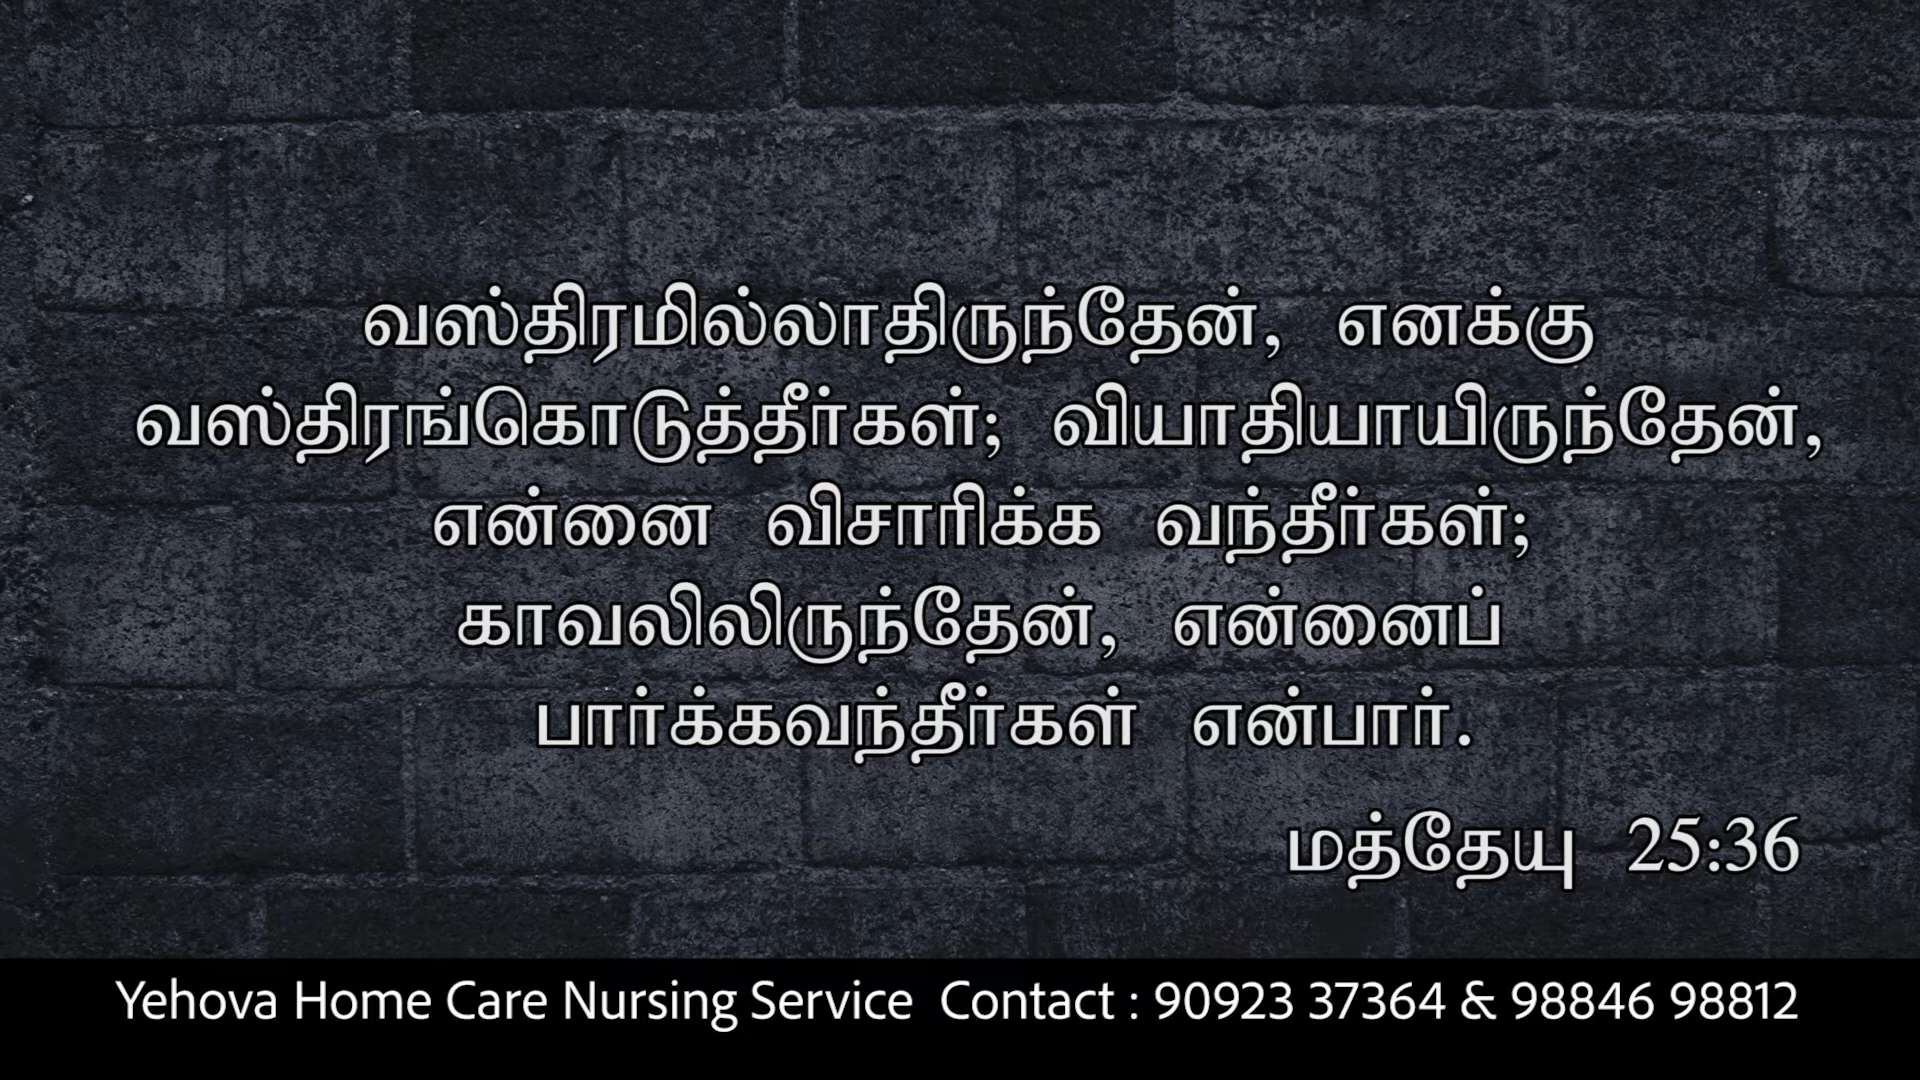 வஸ்திரமில்லாதிருந்தேன், எனக்கு
வஸ்திரங்கொடுத்தீர்கள்; வியாதியாயிருந்தேன்,
என்னை விசாரிக்க வந்தீர்கள்;
காவலிலிருந்தேன், என்னைப்
பார்க்கவந்தீர்கள் என்பார்.
மத்தேயு 25:36
Yehova Home Care Nursing Service Contact : 90923 37364 & 98846 98812